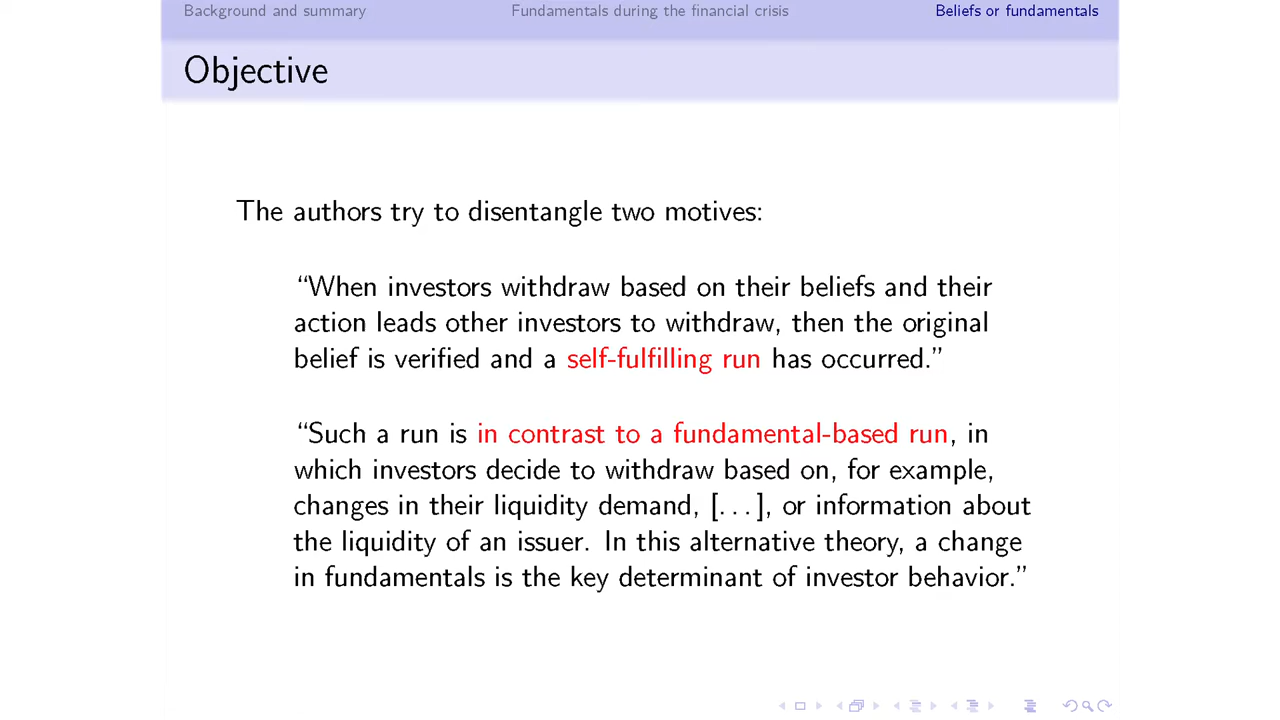 Background and summary Fundamentals during the financial crisis Beliefs or fundamentals
Objective
The authors try to disentangle two motives:
“When investors withdraw based on their beliefs and their
action leads other investors to withdraw, then the original
belief is verified and a self-fulfilling run has occurred.”
“Such a run is in contrast to a fundamental-based run, in
which investors decide to withdraw based on, for example,
changes in their liquidity demand, [...], or information about
the liquidity of an issuer. In this alternative theory, a change
in fundamentals is the key determinant of investor behavior.”